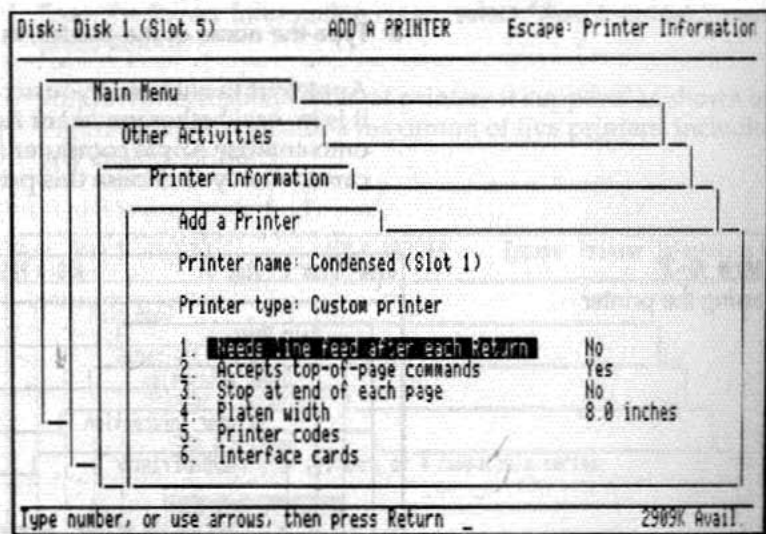 Disk: Disk 1 (Slot 5) ADD A PRINTER Escape: Printer Information
Main Menu
Other Activities
Printer Information
Add a Printer
Printer name: Condensed (Slot 1)
Printer type: Custom printer
1. Needs line feed after each Return No
2. Accepts top-of-page commands Yes
3. Stop at end of each page No
4. Platen width 8.0 inches
5. Printer codes
6. Interface cards
Type number, or use arrows, then press Return _ 2909K Avail.